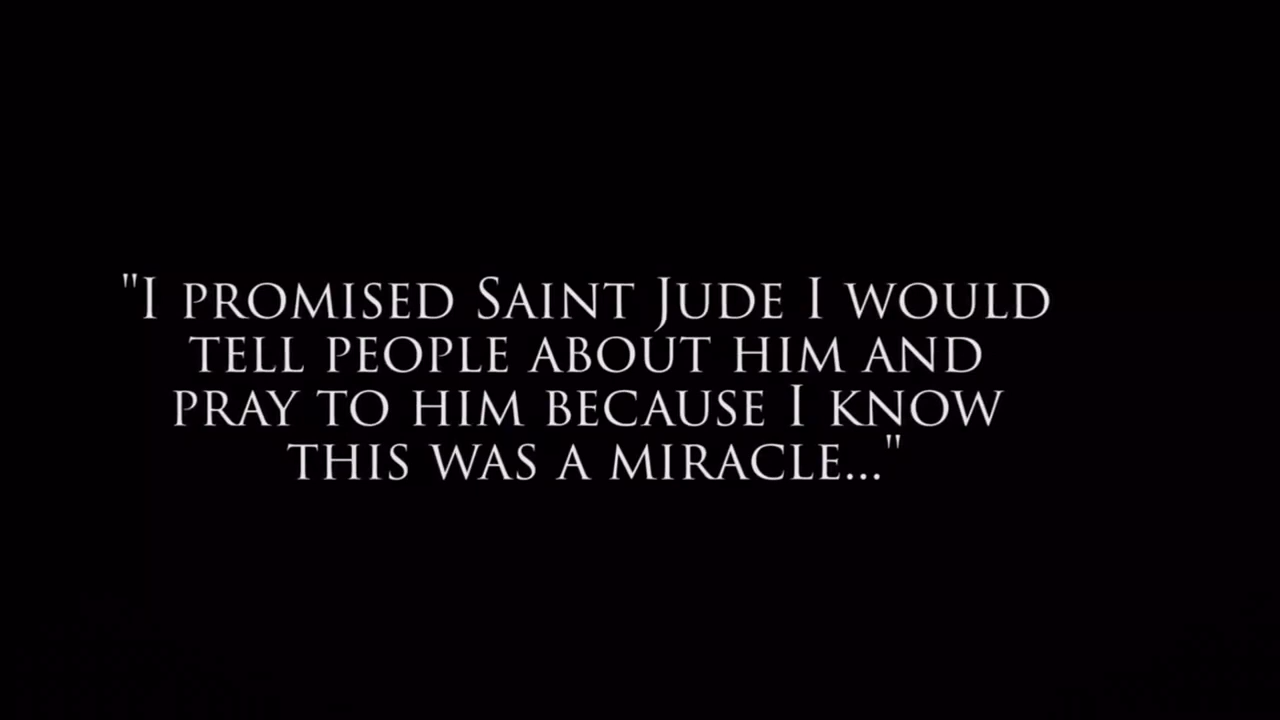 "I PROMISED SAINT JUDE I WOULD
TELL PEOPLE ABOUT HIM AND
PRAY TO HIM BECAUSE I KNOW
THIS WAS A MIRACLE..."